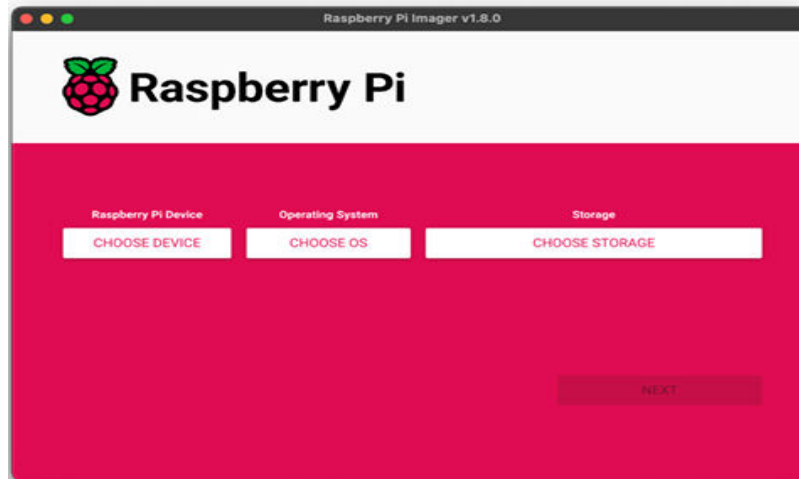 Raspberry Pi Imager v1.8.0
Raspberry Pi
Raspberry Pi Device Operating System Storage
CHOOSE DEVICE CHOOSE OS CHOOSE STORAGE
NEXT